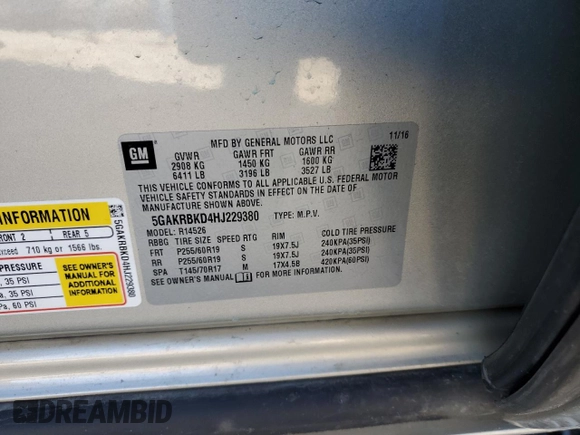 GM
MFD BY GENERAL MOTORS LLC 11/16
GVWR GAWR FRT GAWR RR
2908 KG 1450 KG 1600 KG
6411 LB 3196 LB 3527 LB
THIS VEHICLE CONFORMS TO ALL APPLICABLE U.S. FEDERAL MOTOR
VEHICLE SAFETY STANDARDS IN EFFECT ON THE DATE OF
MANUFACTURE SHOWN ABOVE.
5GAKRBKD4HJ229380 TYPE: M.P.V.
MODEL: R14526
RBBG TIRE SIZE SPEED RTG RIM COLD TIRE PRESSURE
FRT P255/60R19 S 19X7.5J 240KPA(35PSI)
RR P255/60R19 S 19X7.5J 240KPA(35PSI)
SPA T145/70R17 M 17X4.5B 420KPA(60PSI)
SEE OWNER'S MANUAL FOR ADDITIONAL INFORMATION.
INFORMATION
FRONT 2 REAR 5
exceed 710 kg or 1566 lbs.
PRESSURE
, 35 PSI
a, 35 PSI
Pa, 60 PSI
SEE OWNER'S
MANUAL FOR
ADDITIONAL
INFORMATION
5GAKRBKD4HJ229380
DREAMBID